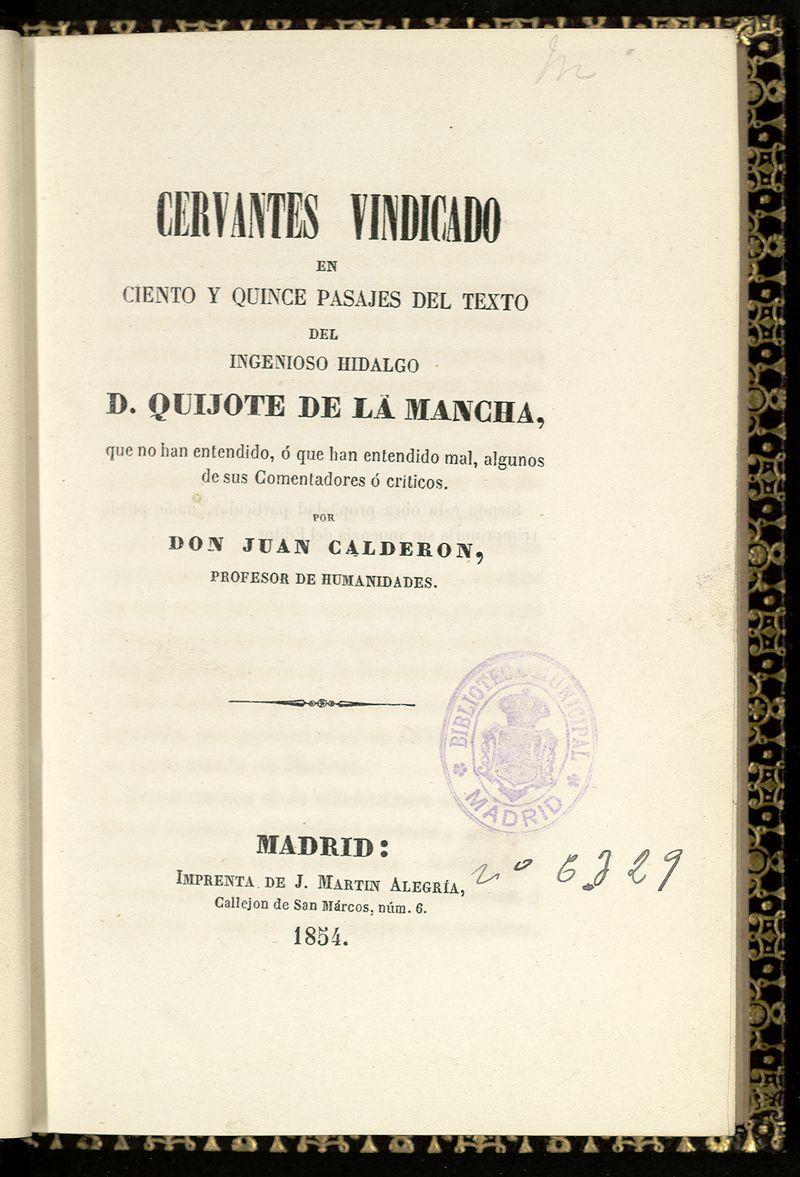 CERVANTES VINDICADO
EN
CIENTO Y QUINCE PASAJES DEL TEXTO
DEL
INGENIOSO HIDALGO
D. QUIJOTE DE LA MANCHA,
que no han entendido, ó que han entendido mal, algunos
de sus Comentadores ó críticos.
POR
DON JUAN CALDERON,
PROFESOR DE HUMANIDADES.
BIBLIOTECA MUNICIPAL
MADRID
MADRID:
IMPRENTA DE J. MARTIN ALEGRÍA,
nº 6329
Callejon de San Márcos, núm. 6.
1854.